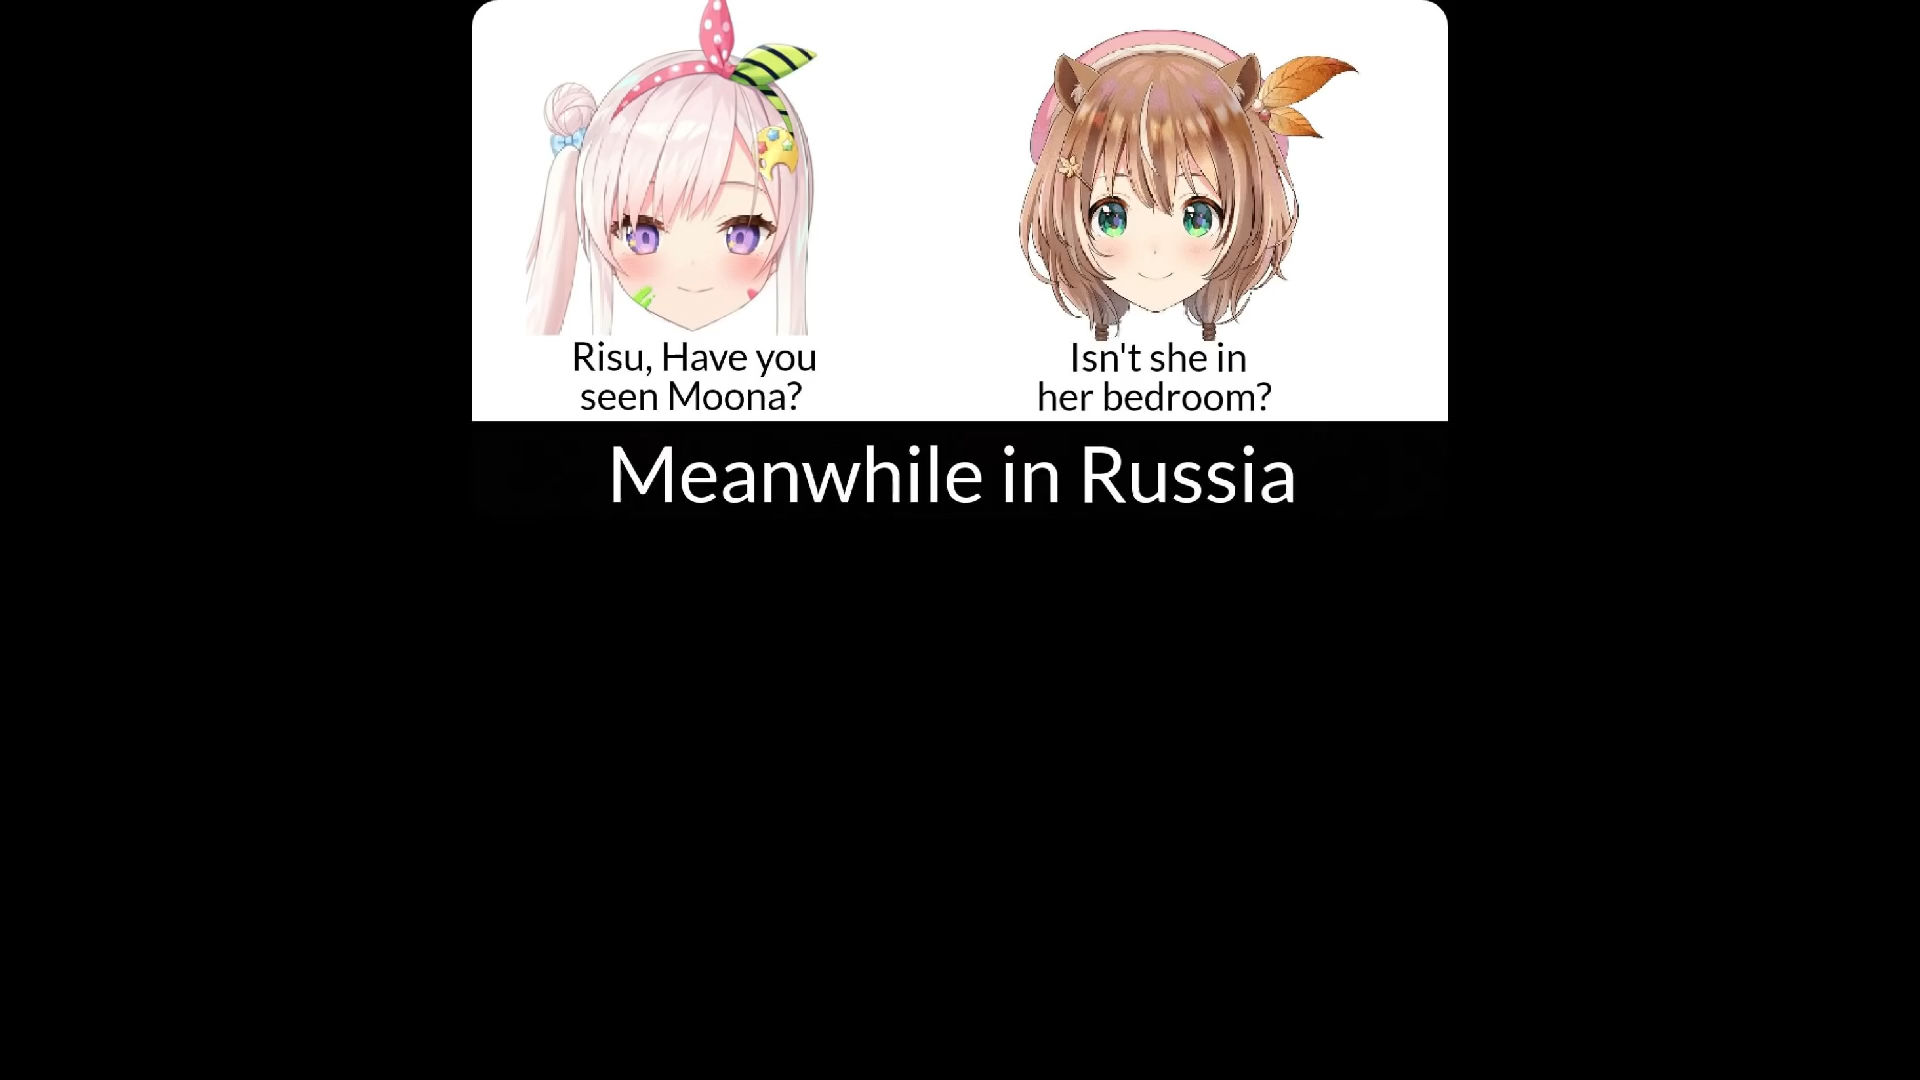 Risu, Have you
seen Moona?
Isn't she in
her bedroom?
Meanwhile in Russia